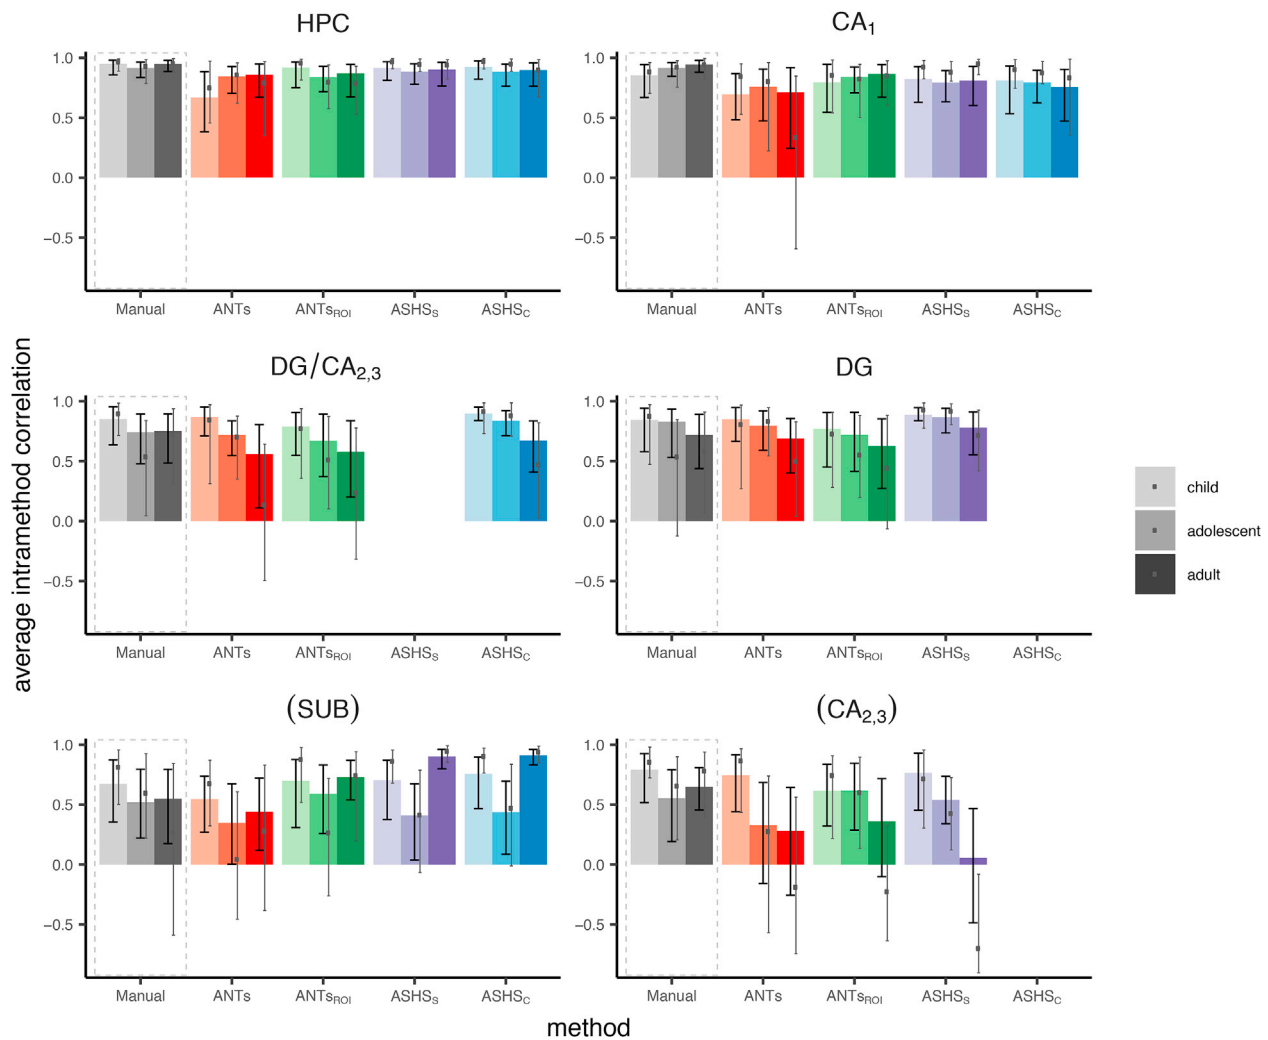 HPC
CA1
1.0
0.5
0.0
−0.5
Manual
ANTs
ANTsROI
ASHSS
ASHSC
1.0
0.5
0.0
−0.5
Manual
ANTs
ANTsROI
ASHSS
ASHSC
DG/CA2,3
DG
1.0
0.5
0.0
−0.5
Manual
ANTs
ANTsROI
ASHSS
ASHSC
1.0
0.5
0.0
−0.5
Manual
ANTs
ANTsROI
ASHSS
ASHSC
(SUB)
(CA2,3)
1.0
0.5
0.0
−0.5
Manual
ANTs
ANTsROI
ASHSS
ASHSC
1.0
0.5
0.0
−0.5
Manual
ANTs
ANTsROI
ASHSS
ASHSC
average intramethod correlation
method
child
adolescent
adult